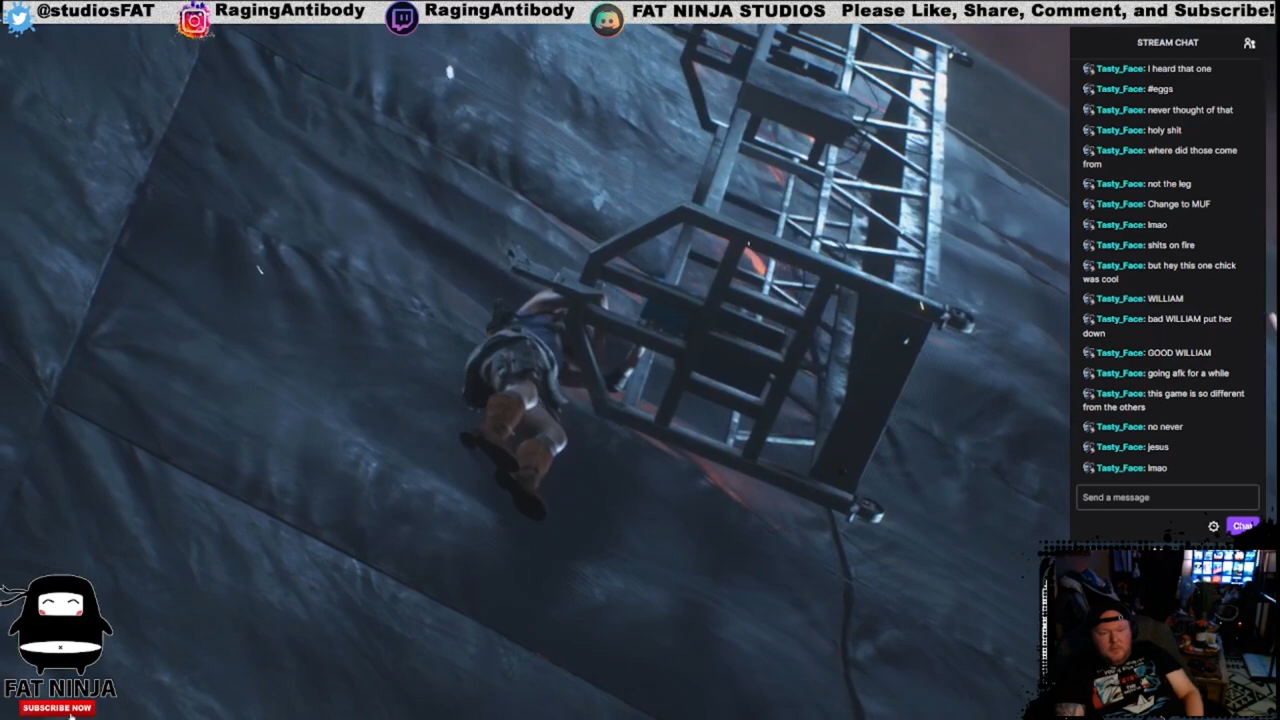 @studiosFAT RagingAntibody RagingAntibody FAT NINJA STUDIOS Please Like, Share, Comment, and Subscribe!
STREAM CHAT
Tasty_Face: I heard that one
Tasty_Face: #eggs
Tasty_Face: never thought of that
Tasty_Face: holy shit
Tasty_Face: where did those come
from
Tasty_Face: not the leg
Tasty_Face: Change to MUF
Tasty_Face: lmao
Tasty_Face: shits on fire
Tasty_Face: but hey this one chick
was cool
Tasty_Face: WILLIAM
Tasty_Face: bad WILLIAM put her
down
Tasty_Face: GOOD WILLIAM
Tasty_Face: going afk for a while
Tasty_Face: this game is so different
from the others
Tasty_Face: no never
Tasty_Face: jesus
Tasty_Face: lmao
Send a message
Chat
FAT NINJA
SUBSCRIBE NOW